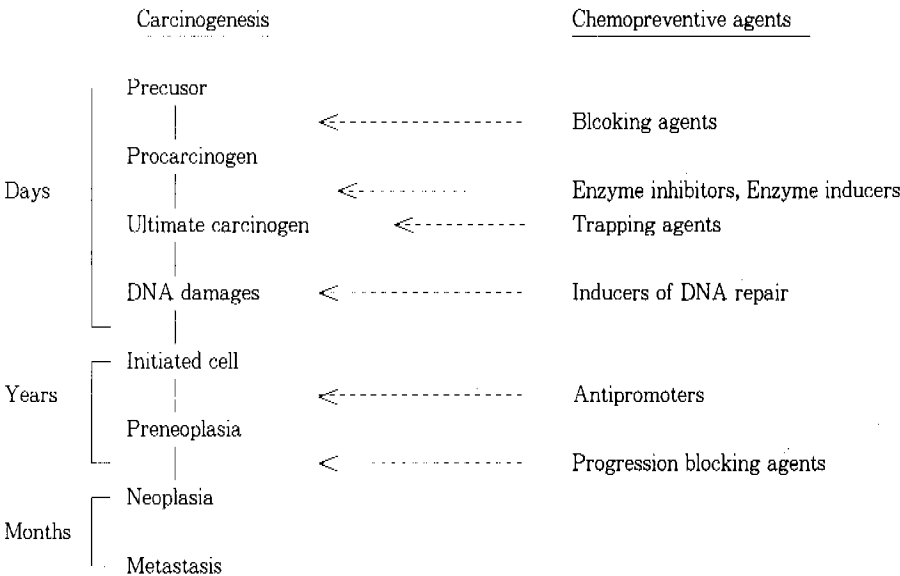 Carcinogenesis Chemopreventive agents
Precusor
Blcoking agents
Procarcinogen
Days Enzyme inhibitors, Enzyme inducers
Ultimate carcinogen Trapping agents
DNA damages Inducers of DNA repair
Initiated cell
Years Antipromoters
Preneoplasia
Progression blocking agents
Neoplasia
Months
Metastasis